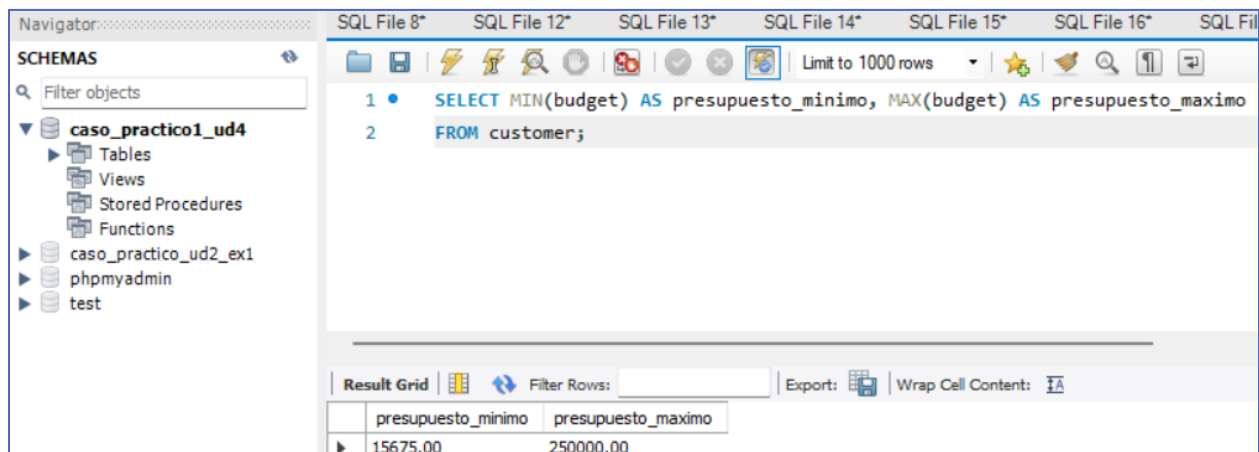 Navigator
SCHEMAS
Filter objects
caso_practico1_ud4
Tables
Views
Stored Procedures
Functions
caso_practico_ud2_ex1
phpmyadmin
test
SQL File 8* SQL File 12* SQL File 13* SQL File 14* SQL File 15* SQL File 16* SQL Fil
Limit to 1000 rows
1 SELECT MIN(budget) AS presupuesto_minimo, MAX(budget) AS presupuesto_maximo
2 FROM customer;
Result Grid Filter Rows: Export: Wrap Cell Content:
presupuesto_minimo presupuesto_maximo
15675.00 250000.00